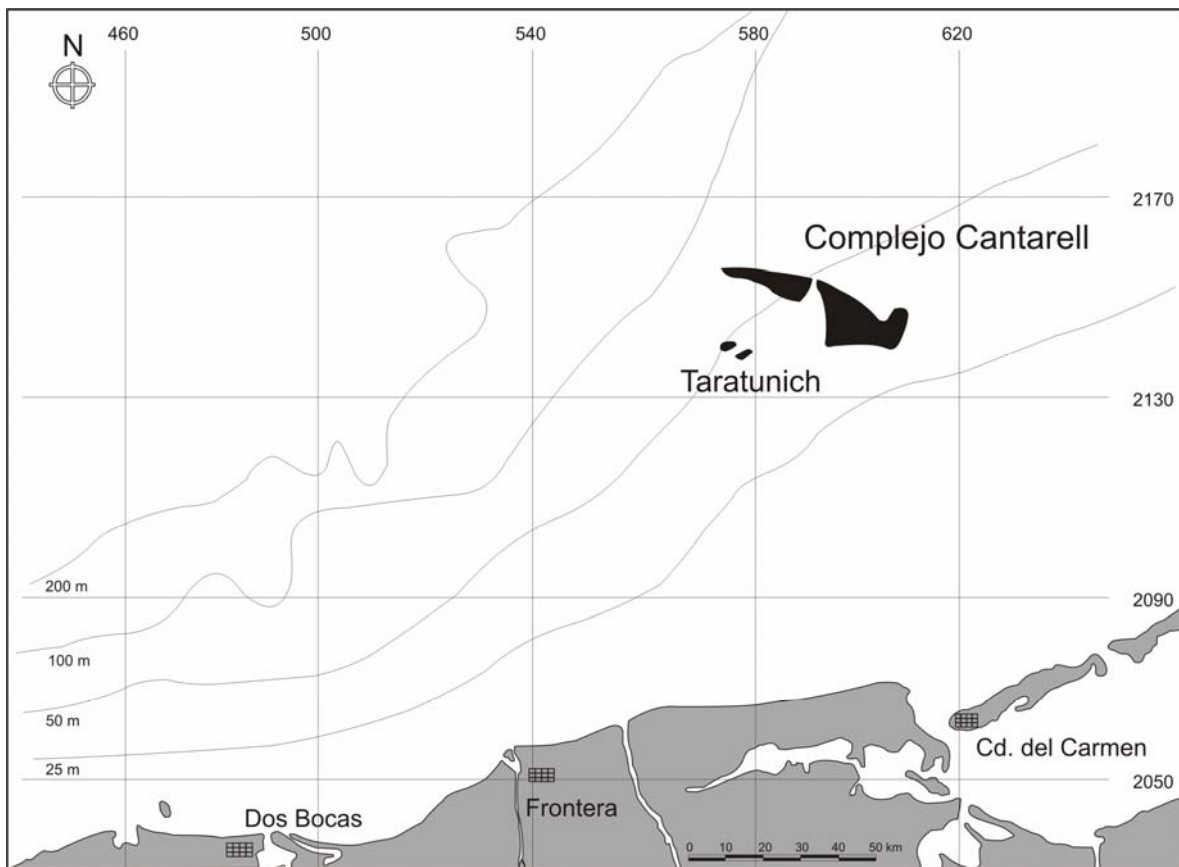 460 500 540 580 620
N
2170
Complejo Cantarell
Taratunich
2130
200 m
2090
100 m
50 m
Cd. del Carmen
25 m
2050
Frontera
Dos Bocas
0 10 20 30 40 50 km